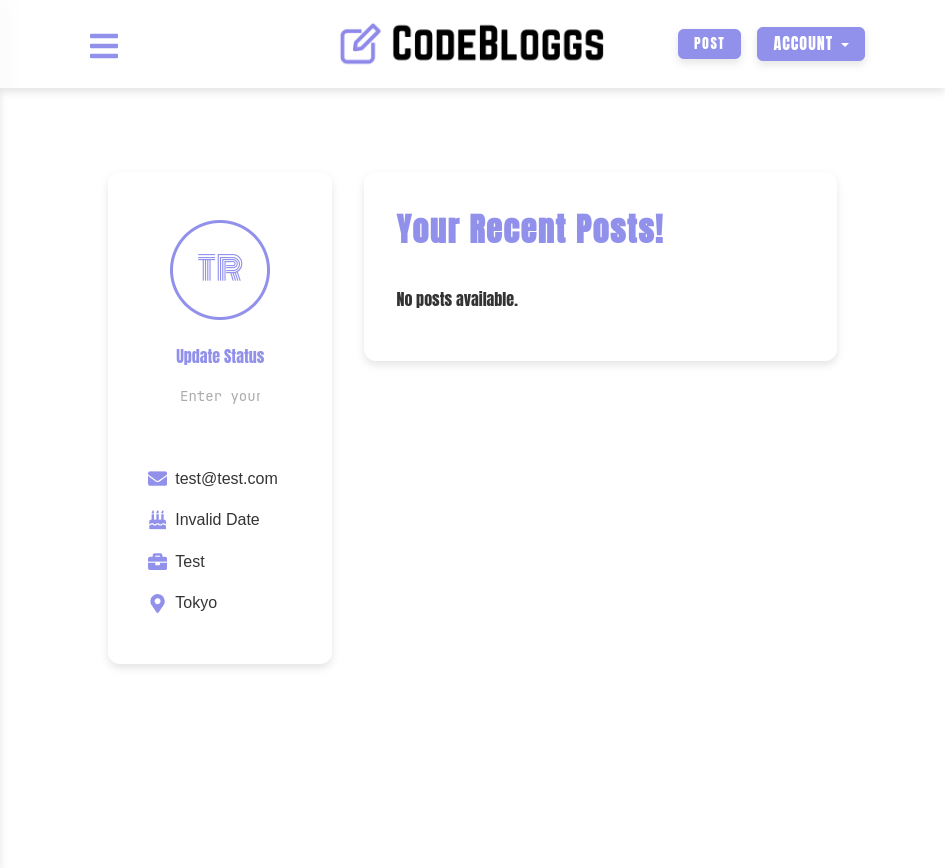 CodeBloggs
POST
ACCOUNT
TR
Update Status
Enter your
test@test.com
Invalid Date
Test
Tokyo
Your Recent Posts!
No posts available.